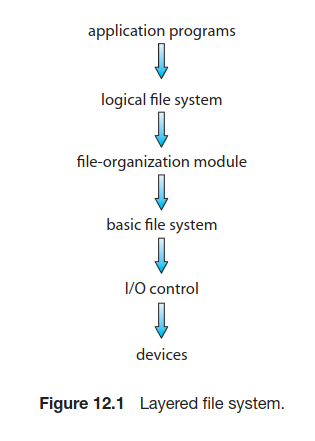 application programs
logical file system
file-organization module
basic file system
I/O control
devices
Figure 12.1 Layered file system.